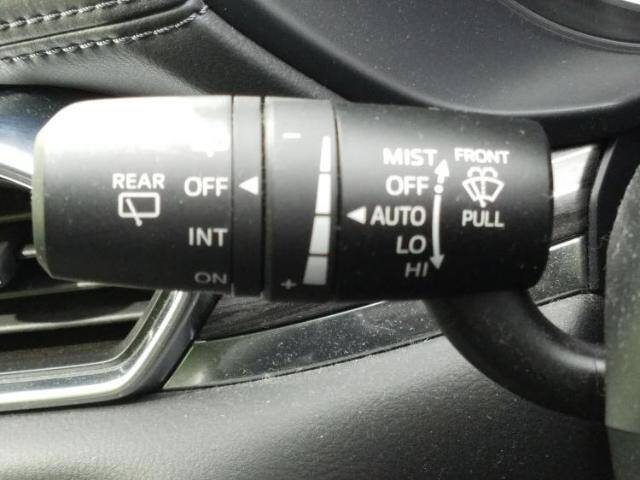 REAR
OFF
INT
ON
-
+
MIST
OFF
AUTO
LO
HI
FRONT
PULL